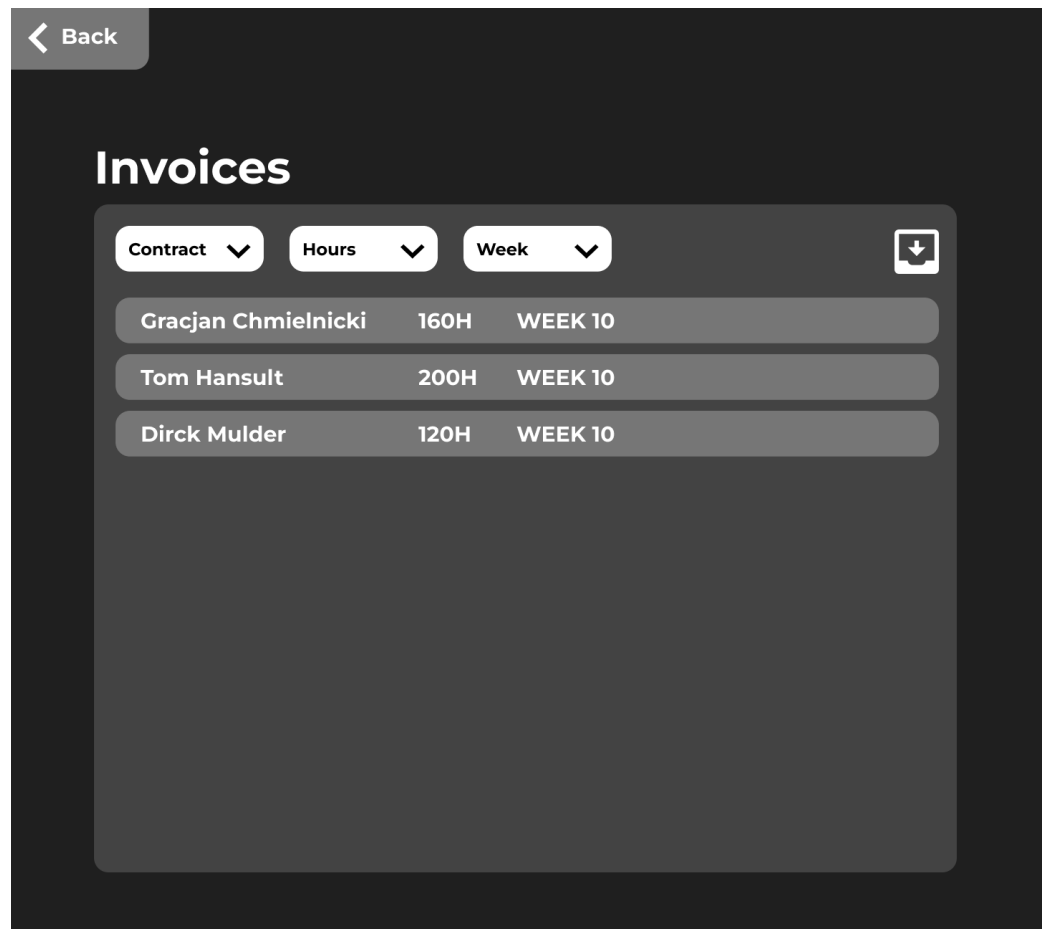 Back
Invoices
Contract Hours Week
Gracjan Chmielnicki 160H WEEK 10
Tom Hansult 200H WEEK 10
Dirck Mulder 120H WEEK 10